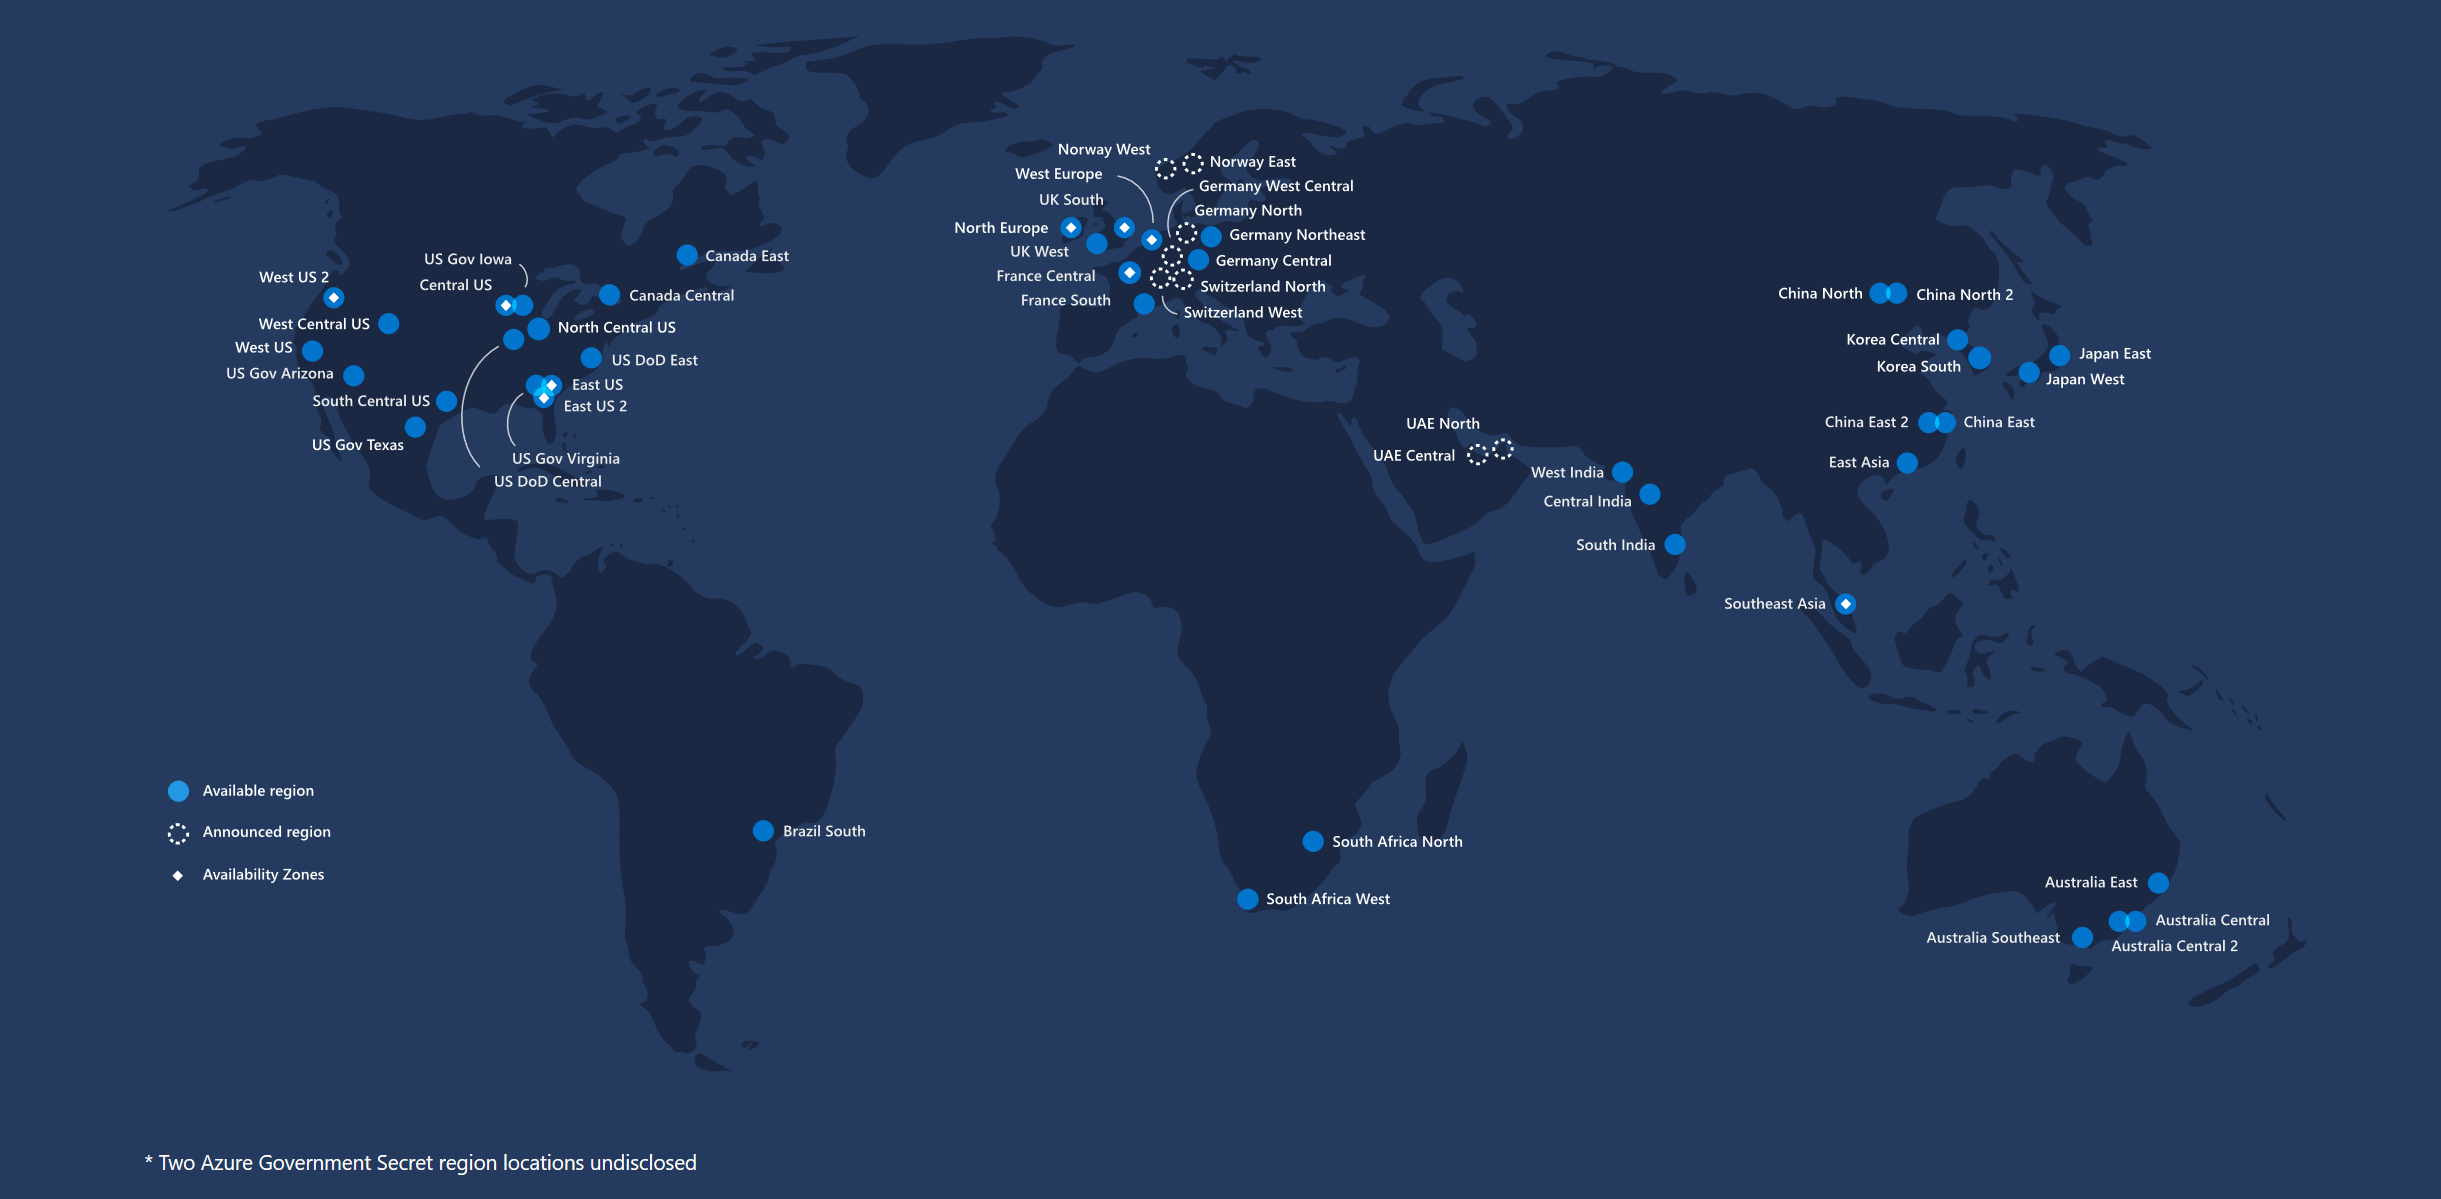 Norway West
Norway East
West Europe
Germany West Central
UK South
Germany North
North Europe
Germany Northeast
UK West
Germany Central
France Central
Switzerland North
France South
Switzerland West
Canada East
US Gov Iowa
West US 2
Central US
Canada Central
West Central US
North Central US
West US
US DoD East
US Gov Arizona
East US
South Central US
East US 2
US Gov Texas
US Gov Virginia
US DoD Central
China North
China North 2
Korea Central
Japan East
Korea South
Japan West
UAE North
China East 2
China East
UAE Central
East Asia
West India
Central India
South India
Southeast Asia
Available region
Announced region
Availability Zones
Brazil South
South Africa North
South Africa West
Australia East
Australia Central
Australia Southeast
Australia Central 2
* Two Azure Government Secret region locations undisclosed